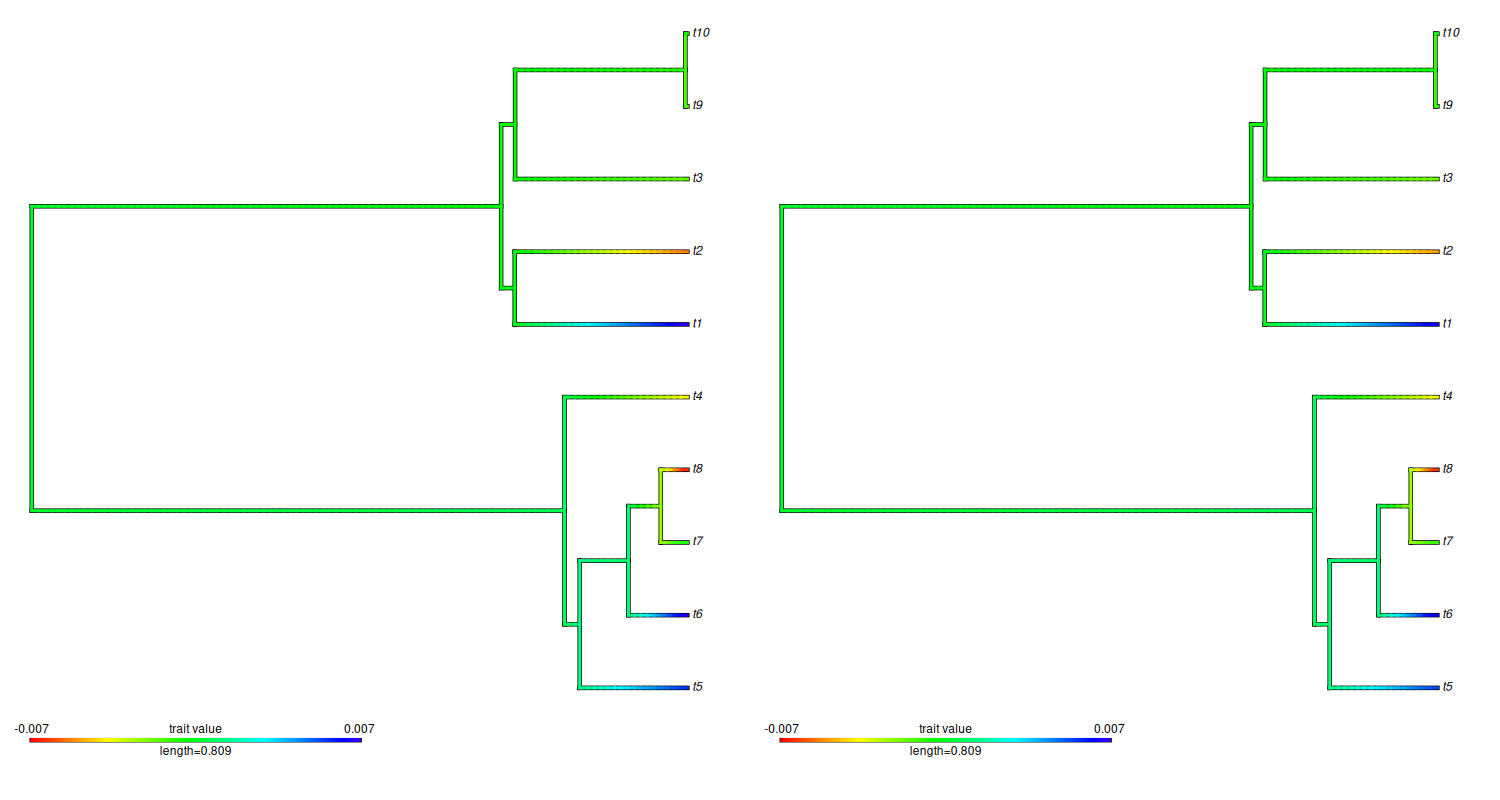 t10
t9
t3
t2
t1
t4
t8
t7
t6
t5
-0.007 trait value 0.007
length=0.809
t10
t9
t3
t2
t1
t4
t8
t7
t6
t5
-0.007 trait value 0.007
length=0.809